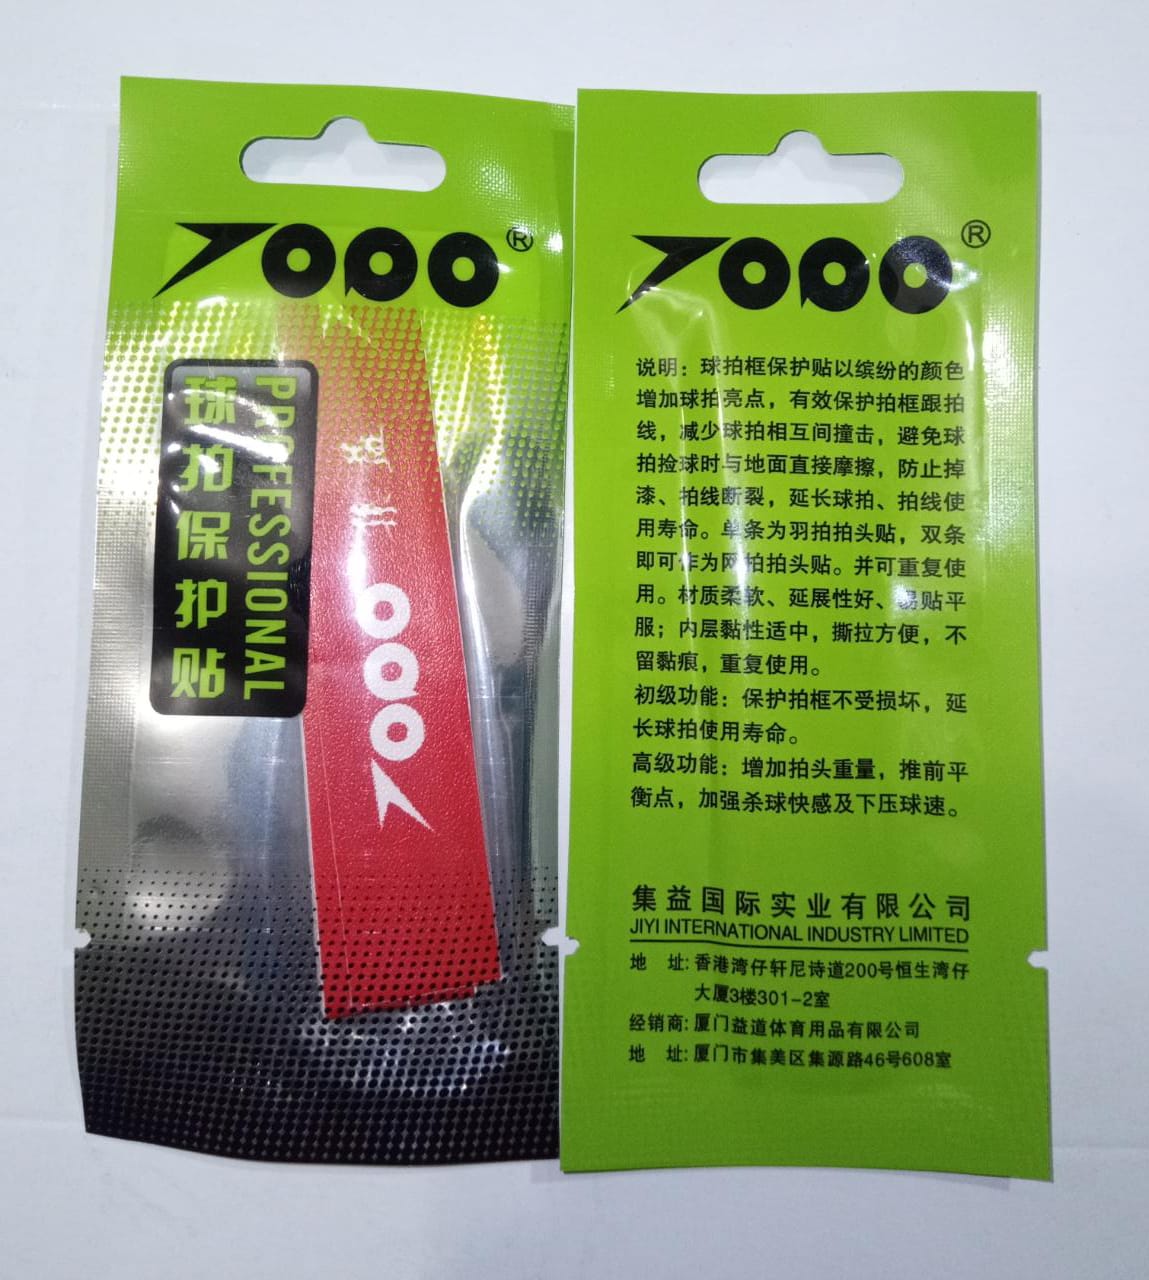 TOPO®
球拍保护贴
PROFESSIONAL
TOPO
TOPO®
说明：球拍框保护贴以缤纷的颜色
增加球拍亮点，有效保护拍框跟拍
线，减少球拍相互间撞击，避免球
拍捡球时与地面直接摩擦，防止掉
漆、拍线断裂，延长球拍、拍线使
用寿命。单条为羽拍拍头贴，双条
即可作为网拍拍头贴。并可重复使
用。材质柔软、延展性好、易贴平
服；内层黏性适中，撕拉方便，不
留黏痕，重复使用。
初级功能：保护拍框不受损坏，延
长球拍使用寿命。
高级功能：增加拍头重量，推前平
衡点，加强杀球快感及下压球速。
集益国际实业有限公司
JIYI INTERNATIONAL INDUSTRY LIMITED
地 址：香港湾仔轩尼诗道200号恒生湾仔
大厦3楼301-2室
经销商：厦门益道体育用品有限公司
地 址：厦门市集美区集源路46号608室